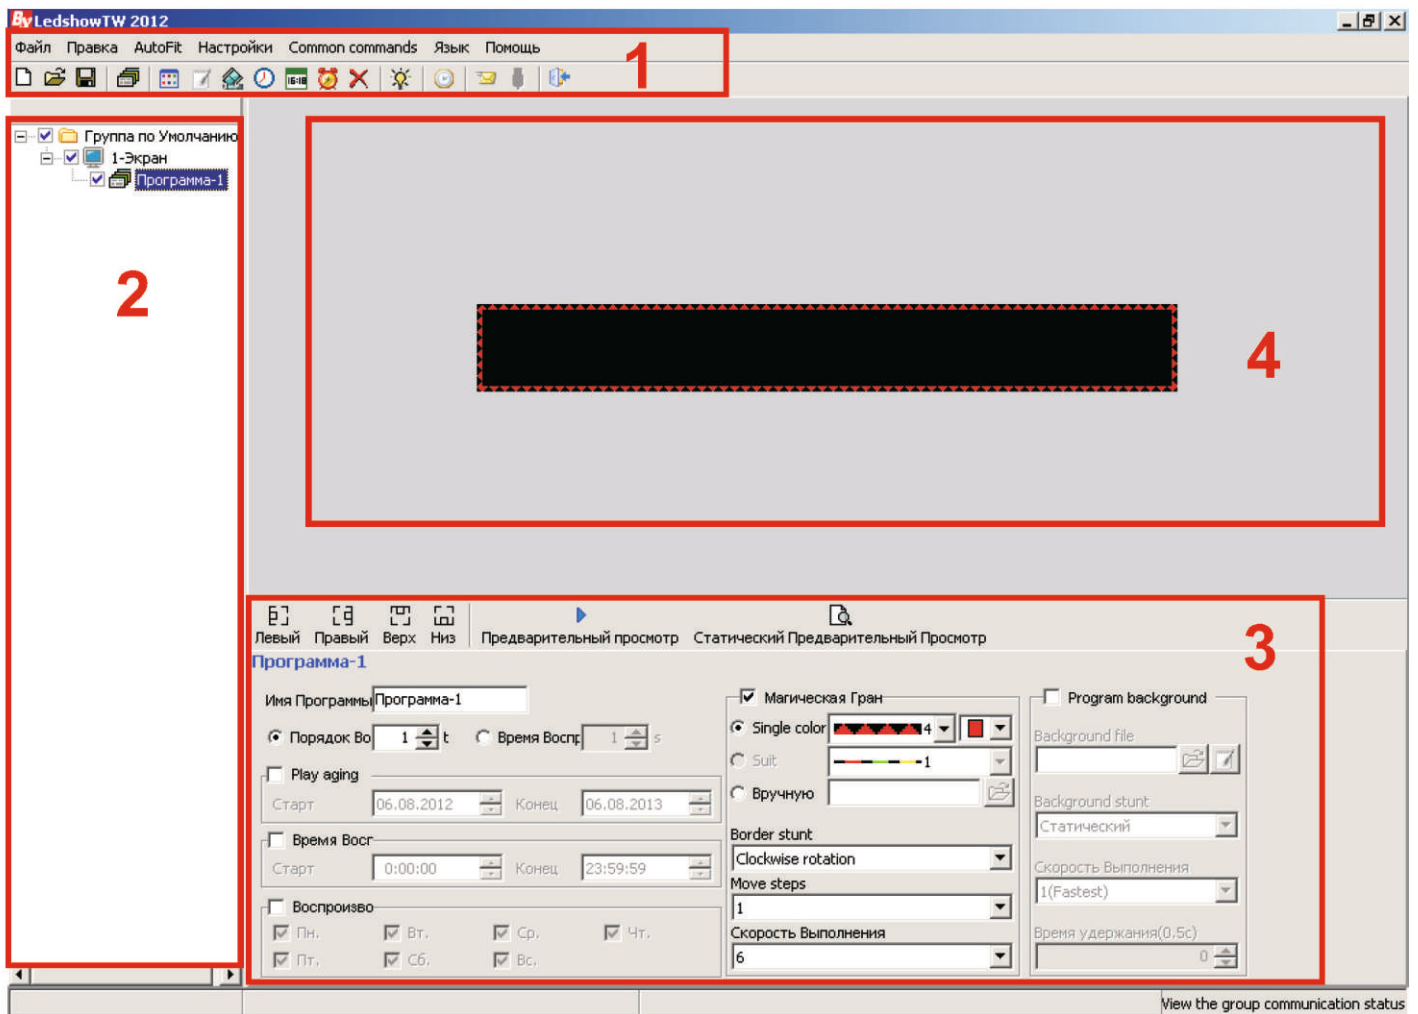 By LedshowTW 2012
Файл Правка AutoFit Настройки Common commands Язык Помощь
1
16:18
Группа по Умолчанию
1-Экран
Программа-1
2
4
Левый Правый Верх Низ Предварительный просмотр Статический Предварительный Просмотр
3
Программа-1
Имя Программы Программа-1
Порядок Во 1 t Время Воспр 1 s
Play aging
Старт 06.08.2012 Конец 06.08.2013
Время Восг
Старт 0:00:00 Конец 23:59:59
Воспроизво
Пн. Вт. Ср. Чт.
Пт. Сб. Вс.
Магическая Гран
Single color 4
Suit 1
Вручную
Border stunt
Clockwise rotation
Move steps
1
Скорость Выполнения
6
Program background
Background file
Background stunt
Статический
Скорость Выполнения
1(Fastest)
Время удержания(0,5с)
0
View the group communication status